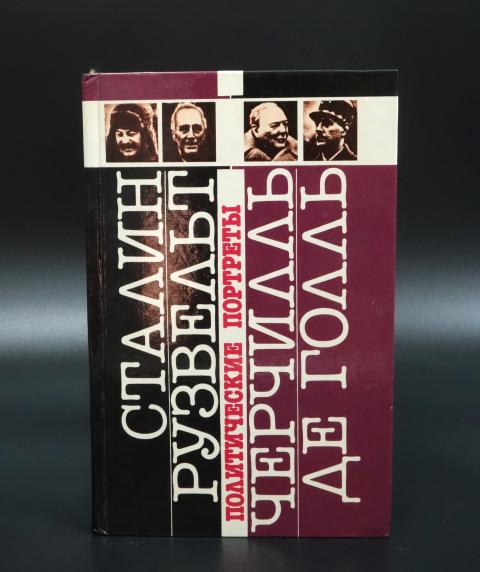 СТАЛИН
РУЗВЕЛЬТ
ПОЛИТИЧЕСКИЕ ПОРТРЕТЫ
ЧЕРЧИЛЛЬ
ДЕ ГОЛЛЬ